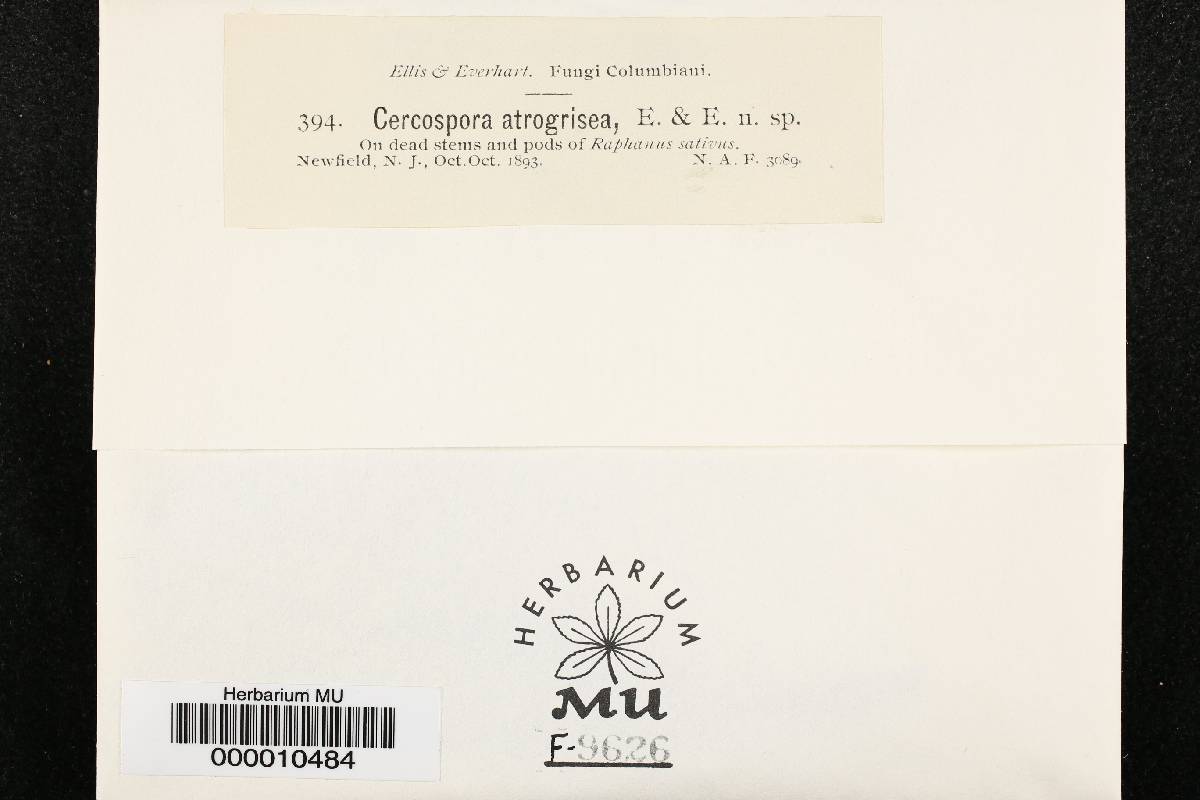 Ellis & Everhart. Fungi Columbiani.
394. Cercospora atrogrisea, E. & E. n. sp.
On dead stems and pods of Raphanus sativus.
Newfield, N. J., Oct.Oct. 1893. N. A. F. 3089.
HERBARIUM
MU
F-9626
Herbarium MU
000010484